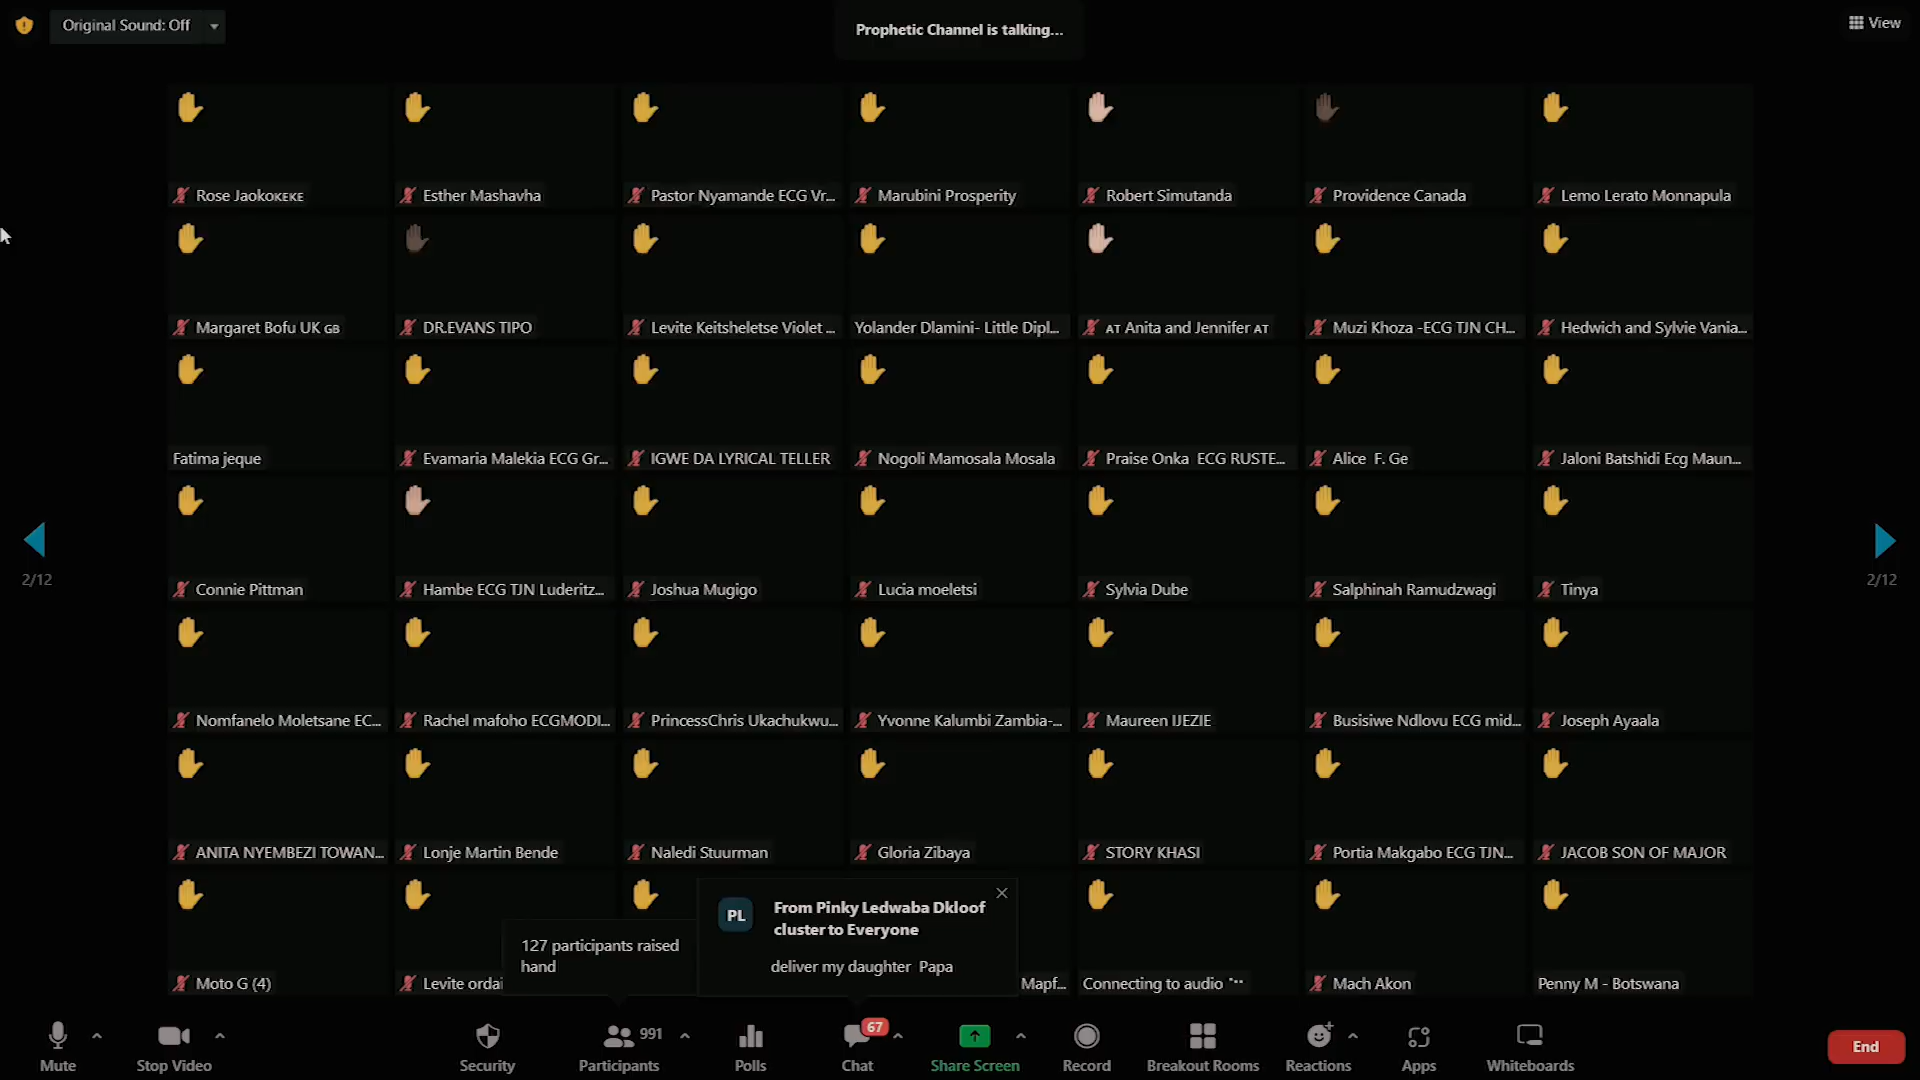 Original Sound: Off
Prophetic Channel is talking...
View
Rose Jaokokeke
Esther Mashavha
Pastor Nyamande ECG Vr...
Marubini Prosperity
Robert Simutanda
Providence Canada
Lemo Lerato Monnapula
Margaret Bofu UK GB
DR.EVANS TIPO
Levite Keitsheletse Violet ...
Yolander Dlamini- Little Dipl...
AT Anita and Jennifer AT
Muzi Khoza -ECG TJN CH...
Hedwich and Sylvie Vania...
Fatima jeque
Evamaria Malekia ECG Gr...
IGWE DA LYRICAL TELLER
Nogoli Mamosala Mosala
Praise Onka ECG RUSTE...
Alice F. Ge
Jaloni Batshidi Ecg Maun...
2/12
2/12
Connie Pittman
Hambe ECG TJN Luderitz...
Joshua Mugigo
Lucia moeletsi
Sylvia Dube
Salphinah Ramudzwagi
Tinya
Nomfanelo Moletsane EC...
Rachel mafoho ECGMODI...
PrincessChris Ukachukwu...
Yvonne Kalumbi Zambia-...
Maureen IJEZIE
Busisiwe Ndlovu ECG mid...
Joseph Ayaala
ANITA NYEMBEZI TOWAN...
Lonje Martin Bende
Naledi Stuurman
Gloria Zibaya
STORY KHASI
Portia Makgabo ECG TJN...
JACOB SON OF MAJOR
127 participants raised
hand
PL
From Pinky Ledwaba Dkloof
cluster to Everyone
deliver my daughter Papa
Moto G (4)
Levite ordai
Mapf...
Connecting to audio
Mach Akon
Penny M - Botswana
Mute
Stop Video
Security
991
Participants
Polls
67
Chat
Share Screen
Record
Breakout Rooms
Reactions
Apps
Whiteboards
End